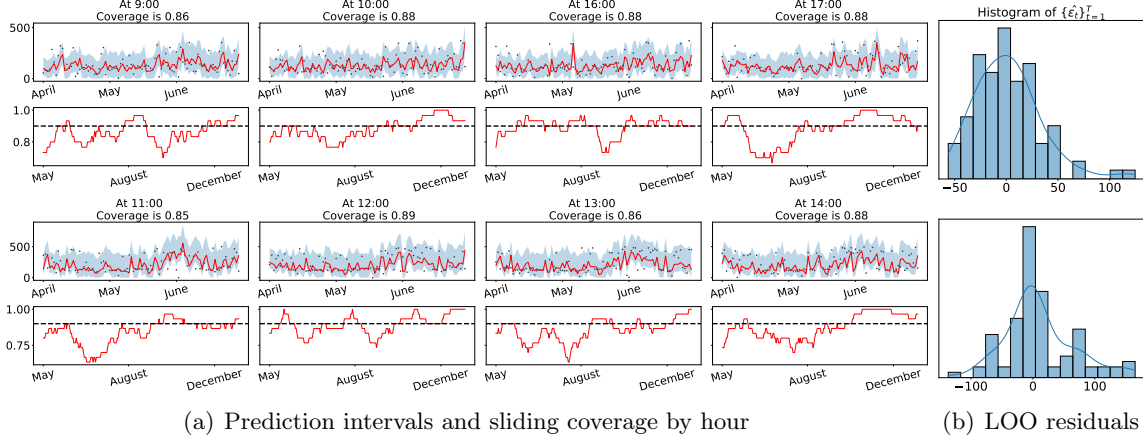 At 9:00
Coverage is 0.86
At 10:00
Coverage is 0.88
At 16:00
Coverage is 0.88
At 17:00
Coverage is 0.88
Histogram of {ε̂_t}_{t=1}^T
500
0
April May June
April May June
April May June
April May June
1.0
0.8
May August December
May August December
May August December
May August December
−50 0 50 100
At 11:00
Coverage is 0.85
At 12:00
Coverage is 0.89
At 13:00
Coverage is 0.86
At 14:00
Coverage is 0.88
500
0
April May June
April May June
April May June
April May June
1.00
0.75
May August December
May August December
May August December
May August December
−100 0 100
(a) Prediction intervals and sliding coverage by hour
(b) LOO residuals